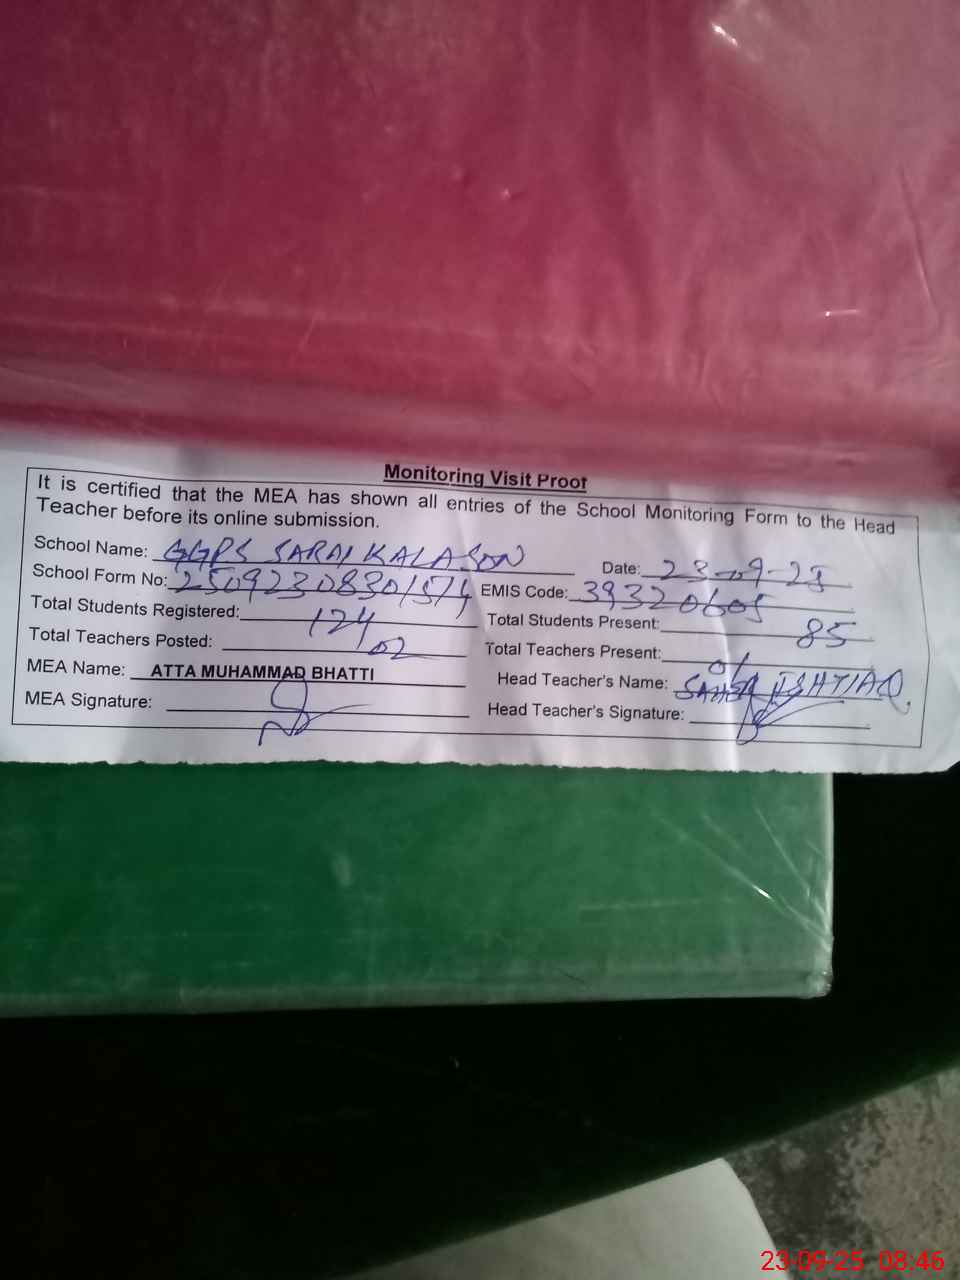 Monitoring Visit Proof
It is certified that the MEA has shown all entries of the School Monitoring Form to the Head
Teacher before its online submission.
School Name: GGPS SARAI KALASON Date: 23-09-25
School Form No: EMIS Code: 39320605
Total Students Registered: 124 Total Students Present: 85
Total Teachers Posted: 02 Total Teachers Present: 01
MEA Name: ATTA MUHAMMAD BHATTI Head Teacher's Name: ISHTIAQ
MEA Signature: Head Teacher's Signature:
23-09-25 08:46